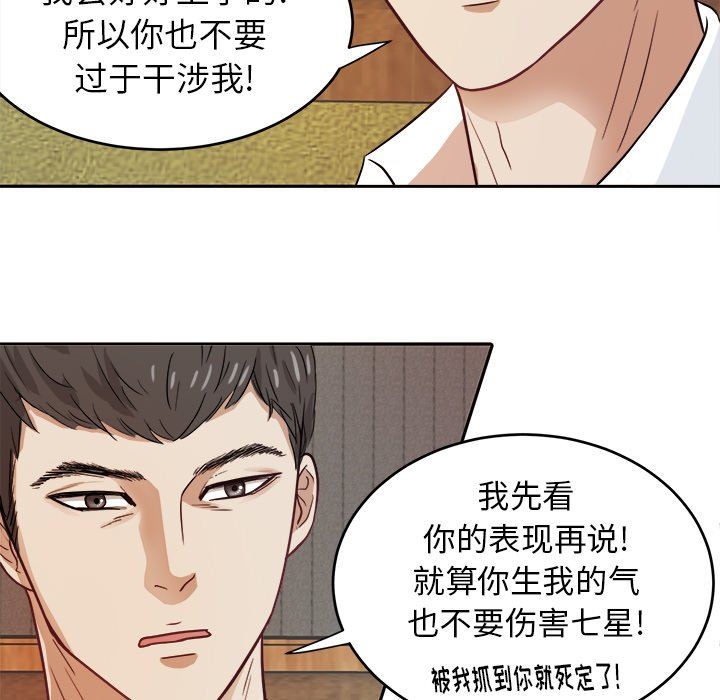 所以你也不要
过于干涉我!
我先看
你的表现再说!
就算你生我的气
也不要伤害七星!
被我抓到你就死定了!